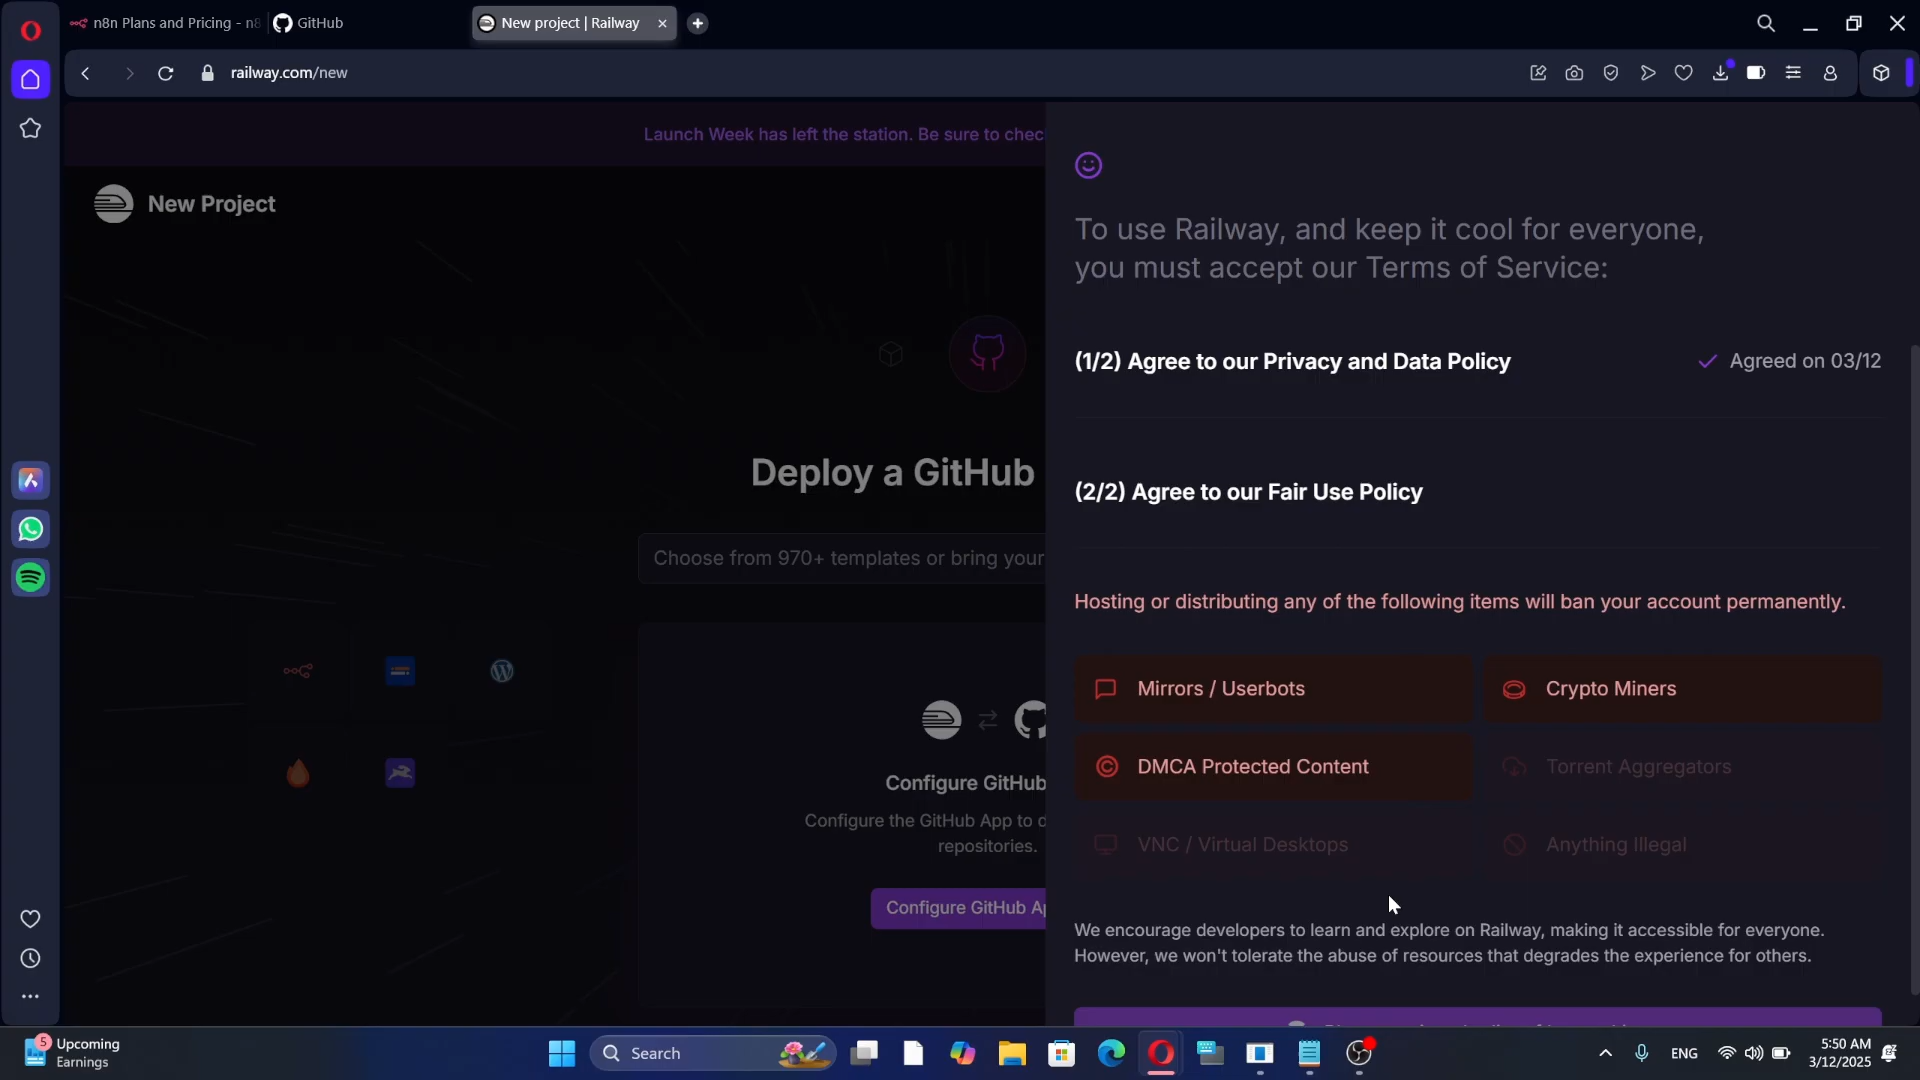 n8n Plans and Pricing - n8
GitHub
New project | Railway
railway.com/new
Launch Week has left the station. Be sure to chec
New Project
To use Railway, and keep it cool for everyone,
you must accept our Terms of Service:
(1/2) Agree to our Privacy and Data Policy
Agreed on 03/12
Deploy a GitHub
(2/2) Agree to our Fair Use Policy
Choose from 970+ templates or bring your
Hosting or distributing any of the following items will ban your account permanently.
Mirrors / Userbots
Crypto Miners
DMCA Protected Content
Torrent Aggregators
Configure GitHub
Configure the GitHub App to d
repositories.
VNC / Virtual Desktops
Anything Illegal
Configure GitHub Ap
We encourage developers to learn and explore on Railway, making it accessible for everyone.
However, we won't tolerate the abuse of resources that degrades the experience for others.
5
Upcoming
Earnings
Search
ENG
5:50 AM
3/12/2025